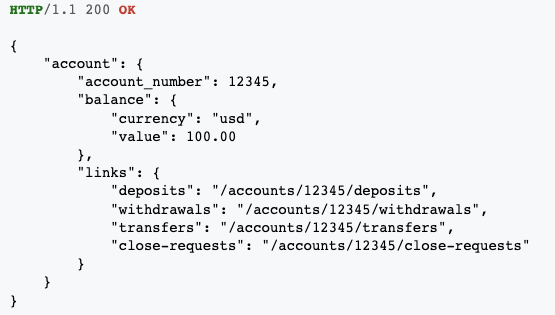 HTTP/1.1 200 OK
{
    "account": {
        "account_number": 12345,
        "balance": {
            "currency": "usd",
            "value": 100.00
        },
        "links": {
            "deposits": "/accounts/12345/deposits",
            "withdrawals": "/accounts/12345/withdrawals",
            "transfers": "/accounts/12345/transfers",
            "close-requests": "/accounts/12345/close-requests"
        }
    }
}